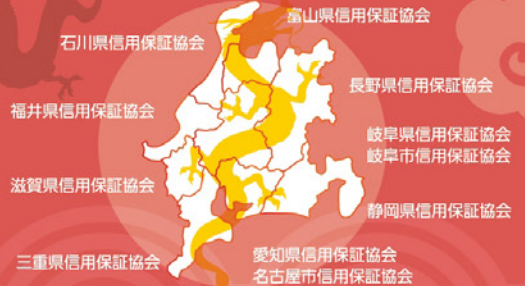 富山県信用保証協会
石川県信用保証協会
長野県信用保証協会
福井県信用保証協会
岐阜県信用保証協会
岐阜市信用保証協会
滋賀県信用保証協会
静岡県信用保証協会
愛知県信用保証協会
三重県信用保証協会
名古屋市信用保証協会